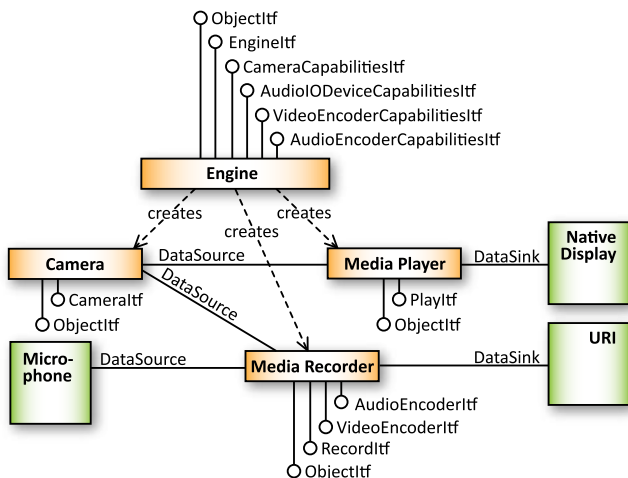 ObjectItf
EngineItf
CameraCapabilitiesItf
AudioIODeviceCapabilitiesItf
VideoEncoderCapabilitiesItf
AudioEncoderCapabilitiesItf
Engine
creates
creates
creates
Camera
DataSource
Media Player
DataSink
Native
Display
DataSource
CameraItf
ObjectItf
PlayItf
ObjectItf
Micro-
phone
DataSource
Media Recorder
DataSink
URI
AudioEncoderItf
VideoEncoderItf
RecordItf
ObjectItf